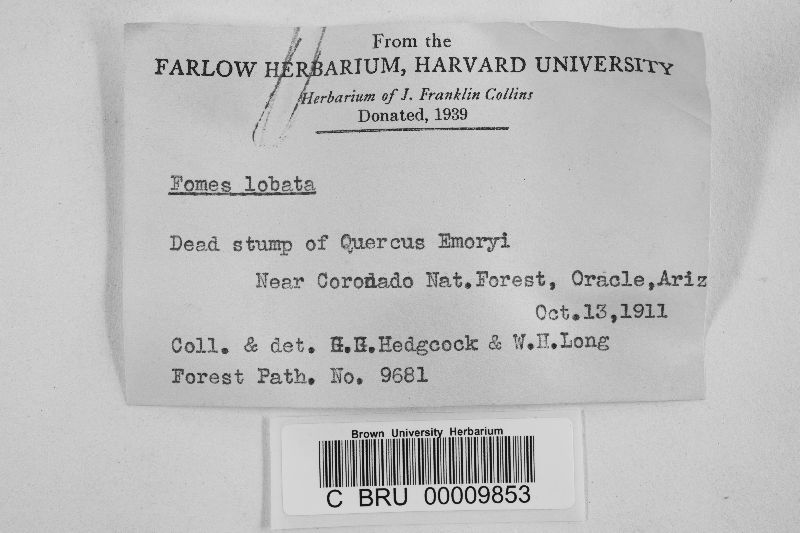 From the
FARLOW HERBARIUM, HARVARD UNIVERSITY
Herbarium of J. Franklin Collins
Donated, 1939
Fomes lobata
Dead stump of Quercus Emoryi
Near Coronado Nat.Forest, Oracle,Ariz
Oct.13,1911
Coll. & det. G.G.Hedgcock & W.H.Long
Forest Path. No. 9681
Brown University Herbarium
C BRU 00009853